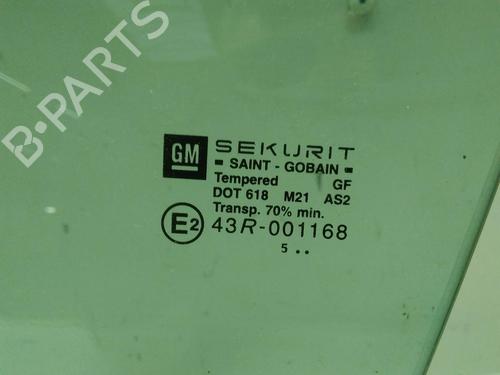 B-PARTS
GM SEKURIT
SAINT - GOBAIN
Tempered GF
DOT 618 M21 AS2
Transp. 70% min.
E2 43R-001168
5 ..